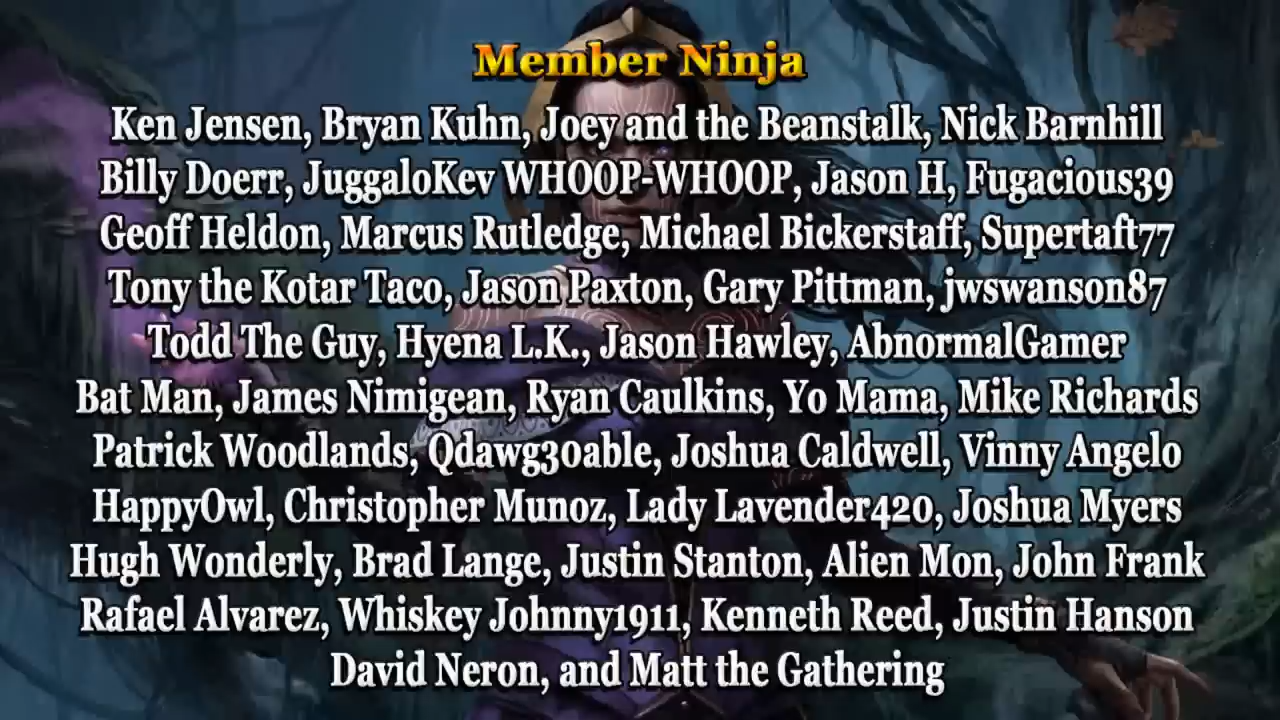 Member Ninja
Ken Jensen, Bryan Kuhn, Joey and the Beanstalk, Nick Barnhill
Billy Doerr, JuggaloKev WHOOP-WHOOP, Jason H, Fugacious39
Geoff Heldon, Marcus Rutledge, Michael Bickerstaff, Supertaft77
Tony the Kotar Taco, Jason Paxton, Gary Pittman, jwswanson87
Todd The Guy, Hyena L.K., Jason Hawley, AbnormalGamer
Bat Man, James Nimigean, Ryan Caulkins, Yo Mama, Mike Richards
Patrick Woodlands, Qdawg30able, Joshua Caldwell, Vinny Angelo
HappyOwl, Christopher Munoz, Lady Lavender420, Joshua Myers
Hugh Wonderly, Brad Lange, Justin Stanton, Alien Mon, John Frank
Rafael Alvarez, Whiskey Johnny1911, Kenneth Reed, Justin Hanson
David Neron, and Matt the Gathering